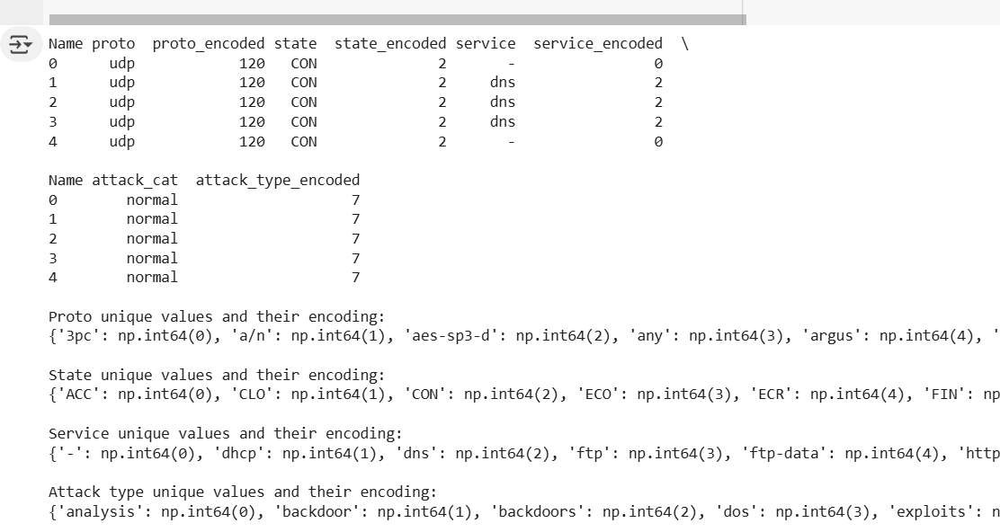 Name proto  proto_encoded state  state_encoded service  service_encoded  \
0      udp            120   CON              2       -                0
1      udp            120   CON              2     dns                2
2      udp            120   CON              2     dns                2
3      udp            120   CON              2     dns                2
4      udp            120   CON              2       -                0
Name attack_cat  attack_type_encoded
0        normal                    7
1        normal                    7
2        normal                    7
3        normal                    7
4        normal                    7
Proto unique values and their encoding:
{'3pc': np.int64(0), 'a/n': np.int64(1), 'aes-sp3-d': np.int64(2), 'any': np.int64(3), 'argus': np.int64(4), '
State unique values and their encoding:
{'ACC': np.int64(0), 'CLO': np.int64(1), 'CON': np.int64(2), 'ECO': np.int64(3), 'ECR': np.int64(4), 'FIN': np
Service unique values and their encoding:
{'-': np.int64(0), 'dhcp': np.int64(1), 'dns': np.int64(2), 'ftp': np.int64(3), 'ftp-data': np.int64(4), 'http
Attack type unique values and their encoding:
{'analysis': np.int64(0), 'backdoor': np.int64(1), 'backdoors': np.int64(2), 'dos': np.int64(3), 'exploits': n